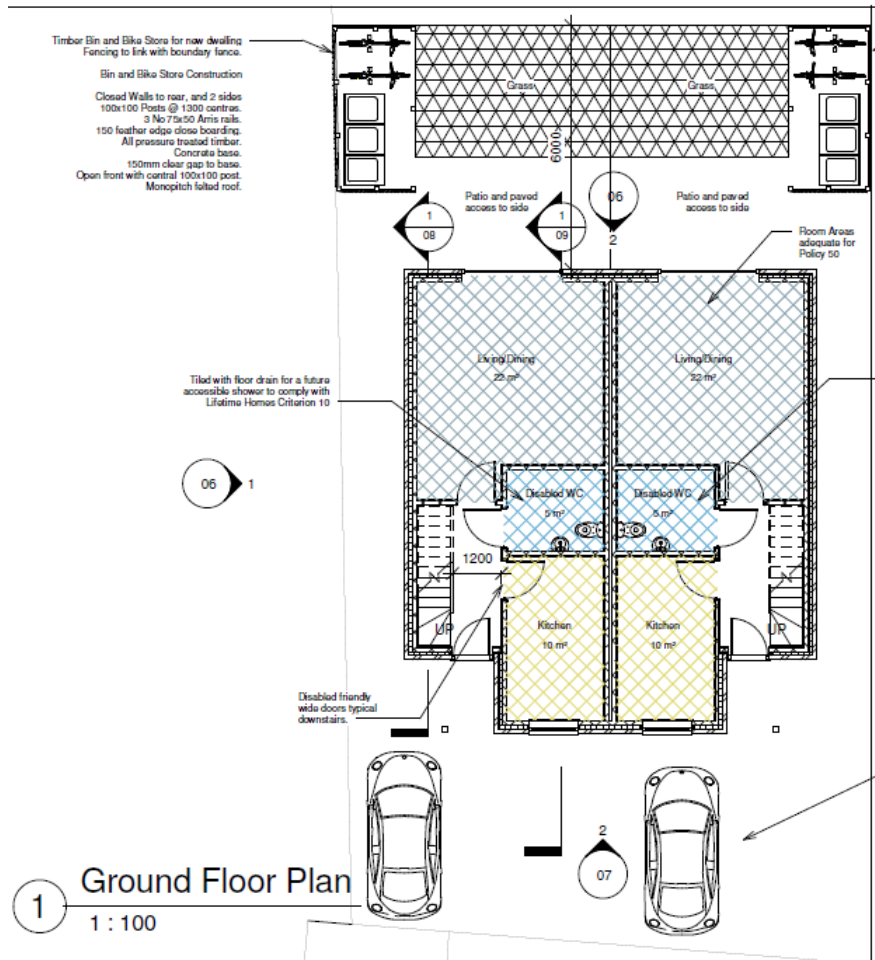 Timber Bin and Bike Store for new dwelling
Fencing to link with boundary fence.
Bin and Bike Store Construction
Closed Walls to rear, and 2 sides
100x100 Posts @ 1300 centres.
3 No 75x50 Arris rails.
150 feather edge close boarding.
All pressure treated timber.
Concrete base.
150mm clear gap to base.
Open front with central 100x100 post.
Monopitch felted roof.
Grass
Grass
6000
Patio and paved
access to side
Patio and paved
access to side
1
08
1
09
06
2
Room Areas
adequate for
Policy 50
Living/Dining
22 m²
Living/Dining
22 m²
Tiled with floor drain for a future
accessible shower to comply with
Lifetime Homes Criterion 10
06
1
Disabled WC
5 m²
Disabled WC
5 m²
1200
UP
UP
Kitchen
10 m²
Kitchen
10 m²
Disabled friendly
wide doors typical
downstairs.
2
07
1
Ground Floor Plan
1 : 100